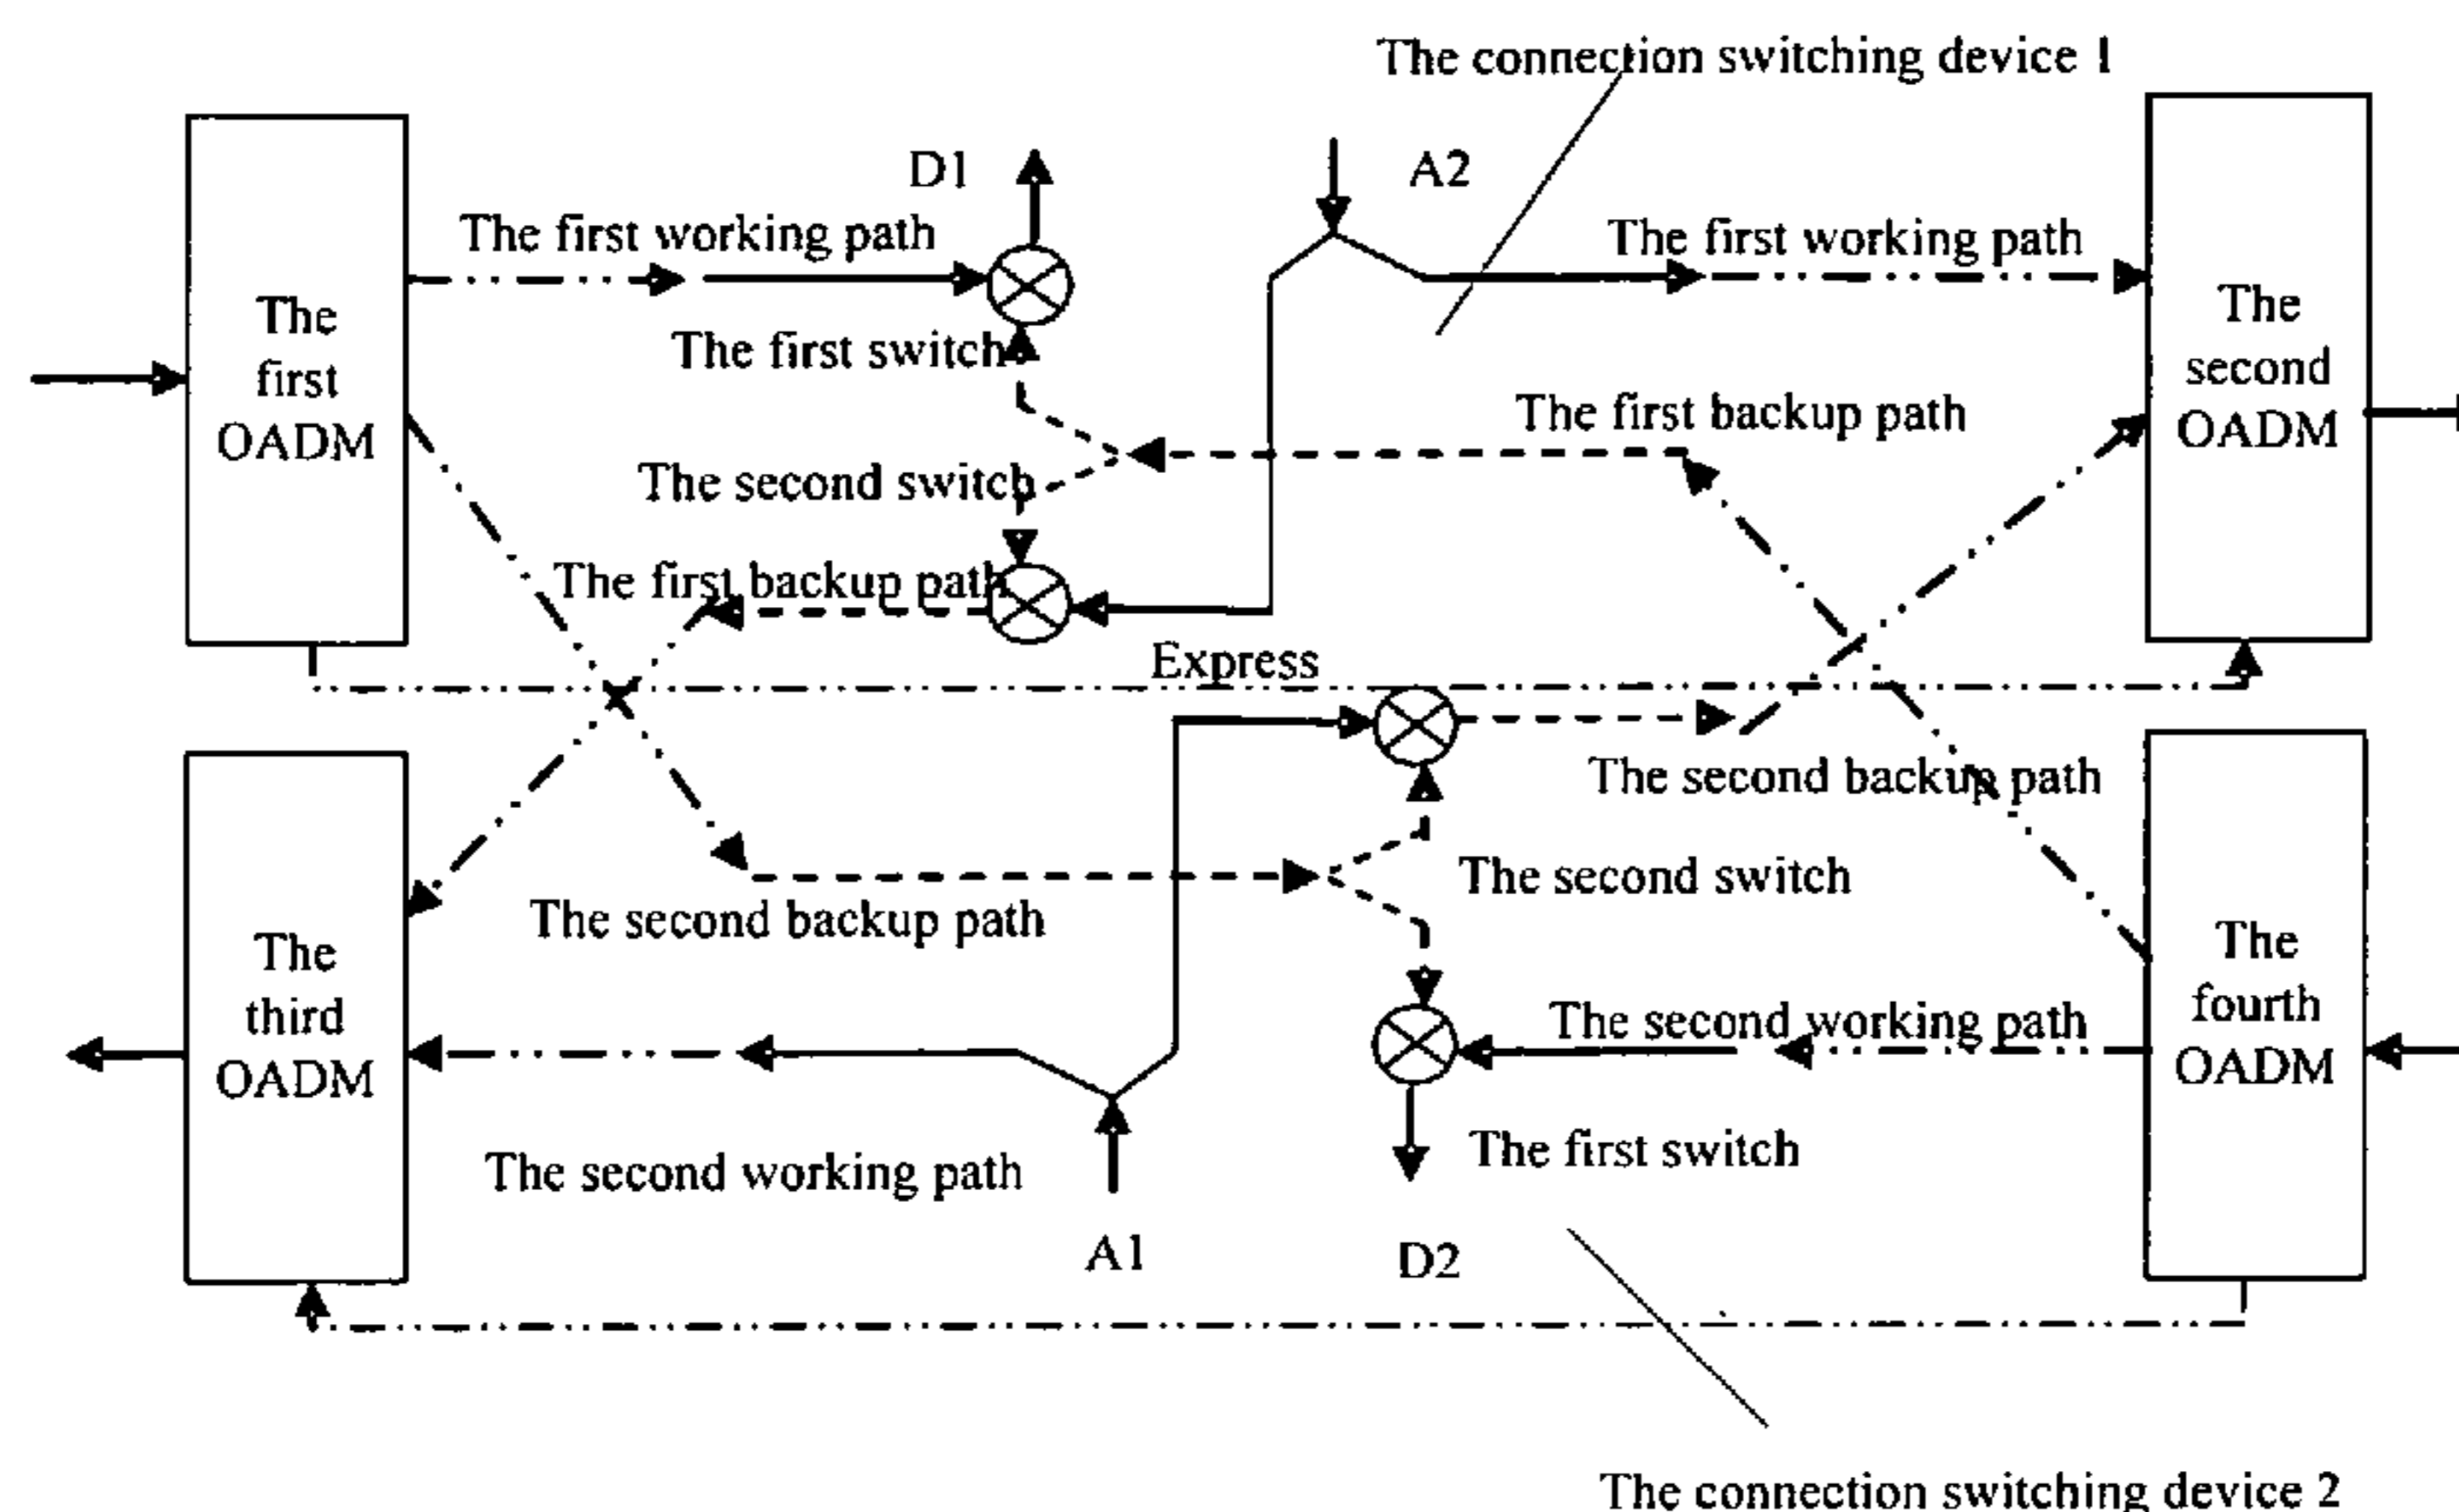 The connection switching device 1
D1
A2
The first working path
The first working path
The
first
OADM
The
second
OADM
The first switch
The first backup path
The second switch
The first backup path
Express
The second backup path
The second switch
The second backup path
The
third
OADM
The
fourth
OADM
The second working path
The first switch
The second working path
A1
D2
The connection switching device 2